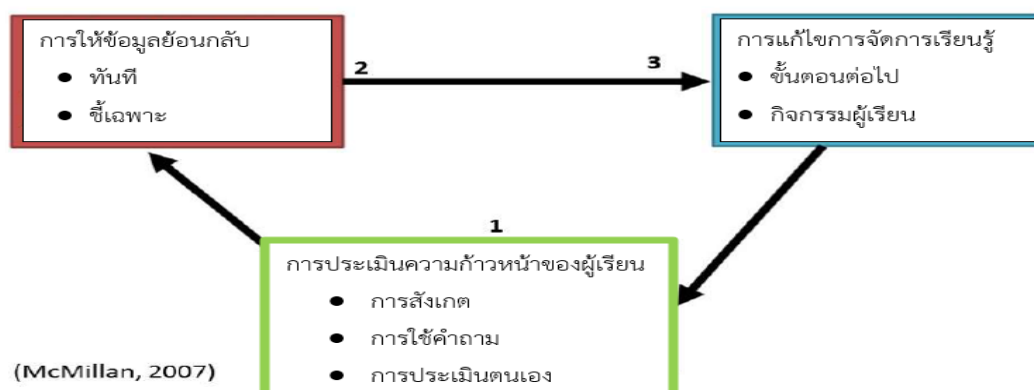 การให้ข้อมูลย้อนกลับ
● ทันที
● ชี้เฉพาะ
2
3
การแก้ไขการจัดการเรียนรู้
● ขั้นตอนต่อไป
● กิจกรรมผู้เรียน
1
การประเมินความก้าวหน้าของผู้เรียน
● การสังเกต
● การใช้คำถาม
● การประเมินตนเอง
(McMillan, 2007)